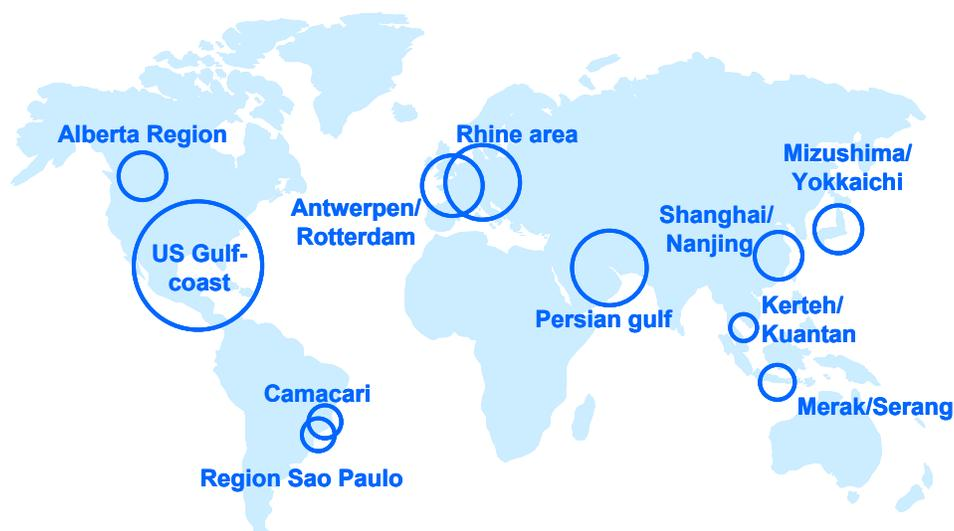 Alberta Region
Rhine area
Mizushima/
Yokkaichi
Antwerpen/
Rotterdam
Shanghai/
Nanjing
US Gulf-
coast
Persian gulf
Kerteh/
Kuantan
Camacari
Merak/Serang
Region Sao Paulo